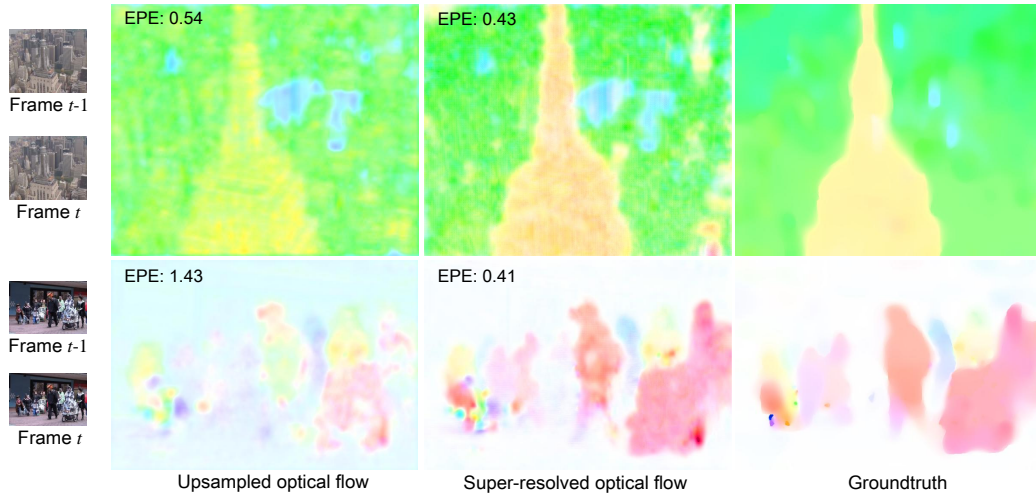 EPE: 0.54
EPE: 0.43
Frame t-1
Frame t
EPE: 1.43
EPE: 0.41
Frame t-1
Frame t
Upsampled optical flow
Super-resolved optical flow
Groundtruth